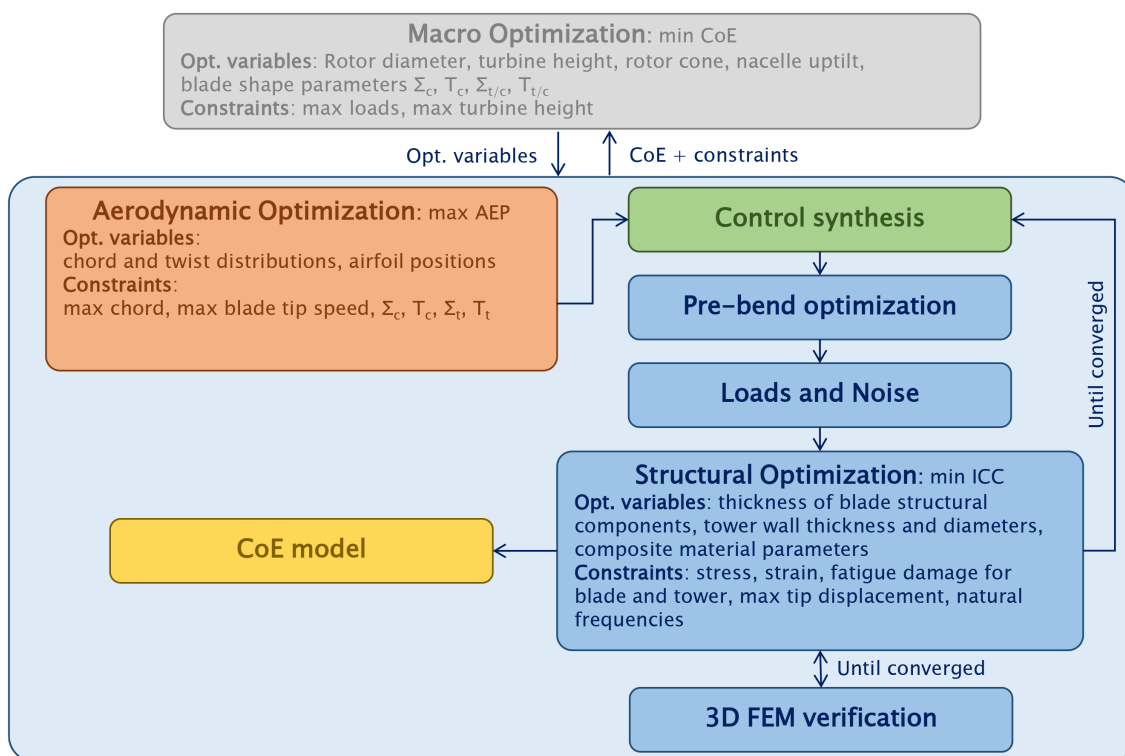 Macro Optimization: min CoE
Opt. variables: Rotor diameter, turbine height, rotor cone, nacelle uptilt,
blade shape parameters Σc, Tc, Σt/c, Tt/c
Constraints: max loads, max turbine height
Opt. variables
CoE + constraints
Aerodynamic Optimization: max AEP
Opt. variables:
chord and twist distributions, airfoil positions
Constraints:
max chord, max blade tip speed, Σc, Tc, Σt, Tt
Control synthesis
Pre-bend optimization
Loads and Noise
Until converged
Structural Optimization: min ICC
Opt. variables: thickness of blade structural
components, tower wall thickness and diameters,
composite material parameters
Constraints: stress, strain, fatigue damage for
blade and tower, max tip displacement, natural
frequencies
CoE model
Until converged
3D FEM verification